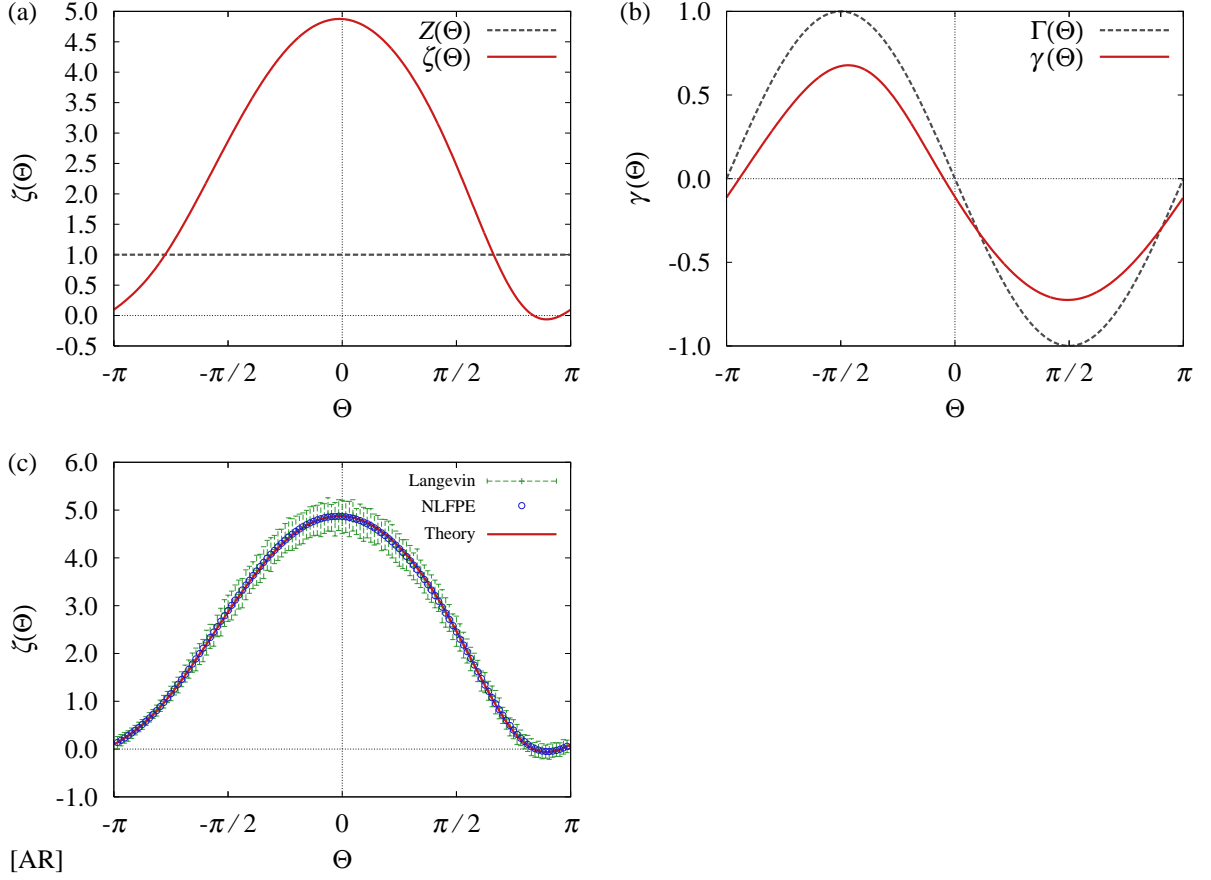 (a)
5.0
4.5
4.0
3.5
3.0
2.5
2.0
1.5
1.0
0.5
0.0
-0.5
ζ(Θ)
Z(Θ)
ζ(Θ)
-π
-π/2
0
π/2
π
Θ
(b)
1.0
0.5
0.0
-0.5
-1.0
γ(Θ)
Γ(Θ)
γ(Θ)
-π
-π/2
0
π/2
π
Θ
(c)
6.0
5.0
4.0
3.0
2.0
1.0
0.0
-1.0
ζ(Θ)
Langevin
NLFPE
Theory
-π
-π/2
0
π/2
π
Θ
[AR]